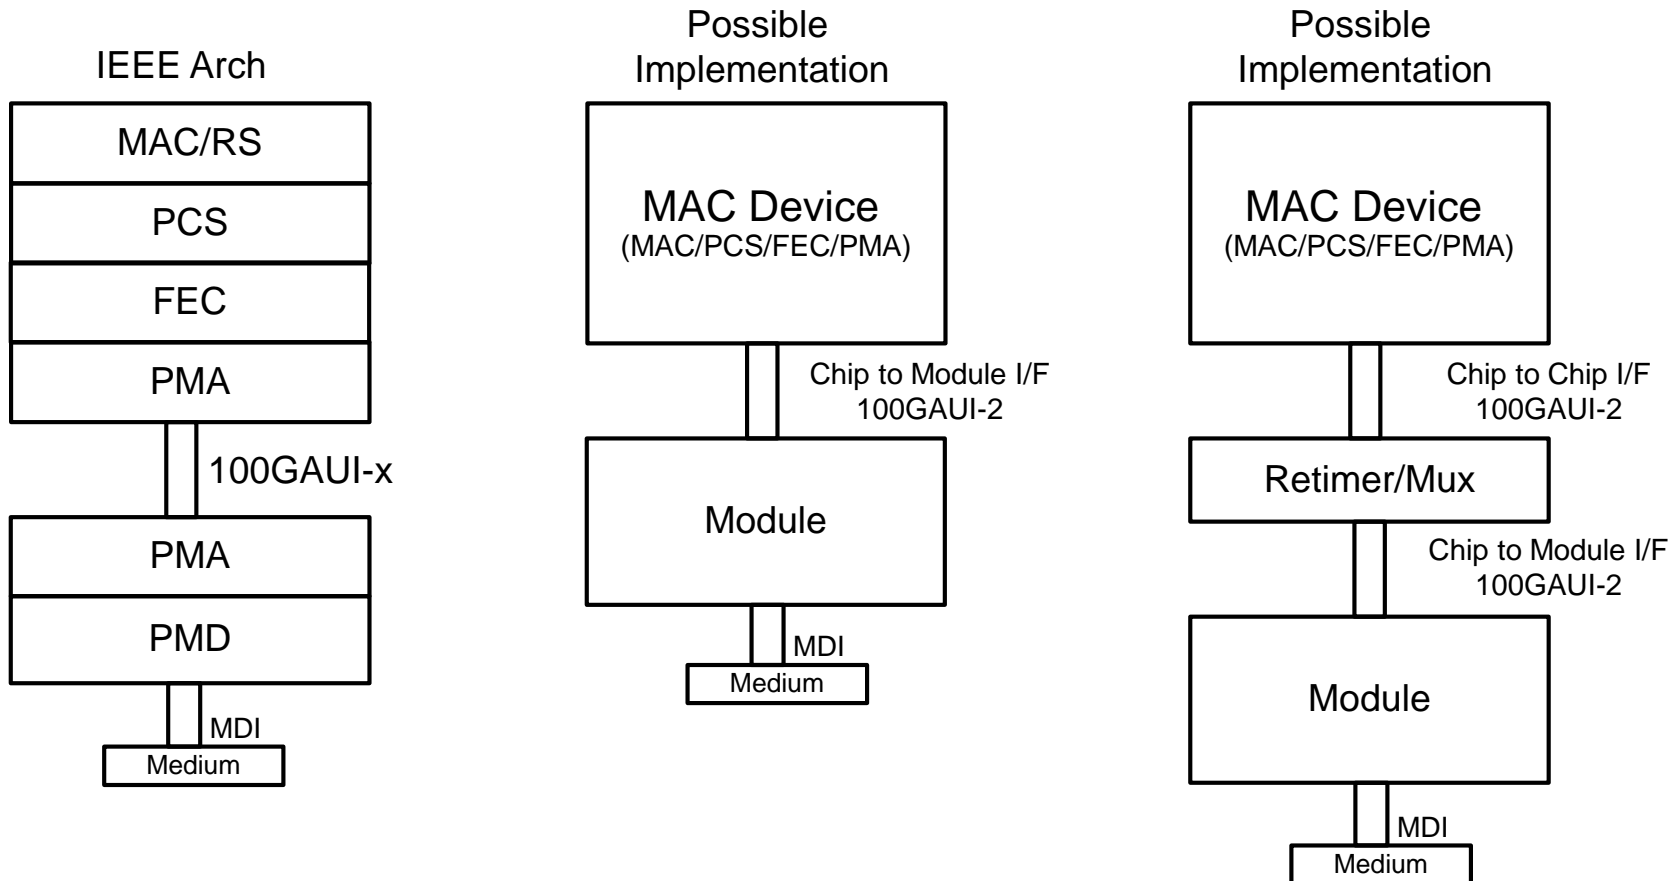 IEEE Arch
MAC/RS
PCS
FEC
PMA
100GAUI-x
PMA
PMD
MDI
Medium
Possible
Implementation
MAC Device
(MAC/PCS/FEC/PMA)
Chip to Module I/F
100GAUI-2
Module
MDI
Medium
Possible
Implementation
MAC Device
(MAC/PCS/FEC/PMA)
Chip to Chip I/F
100GAUI-2
Retimer/Mux
Chip to Module I/F
100GAUI-2
Module
MDI
Medium